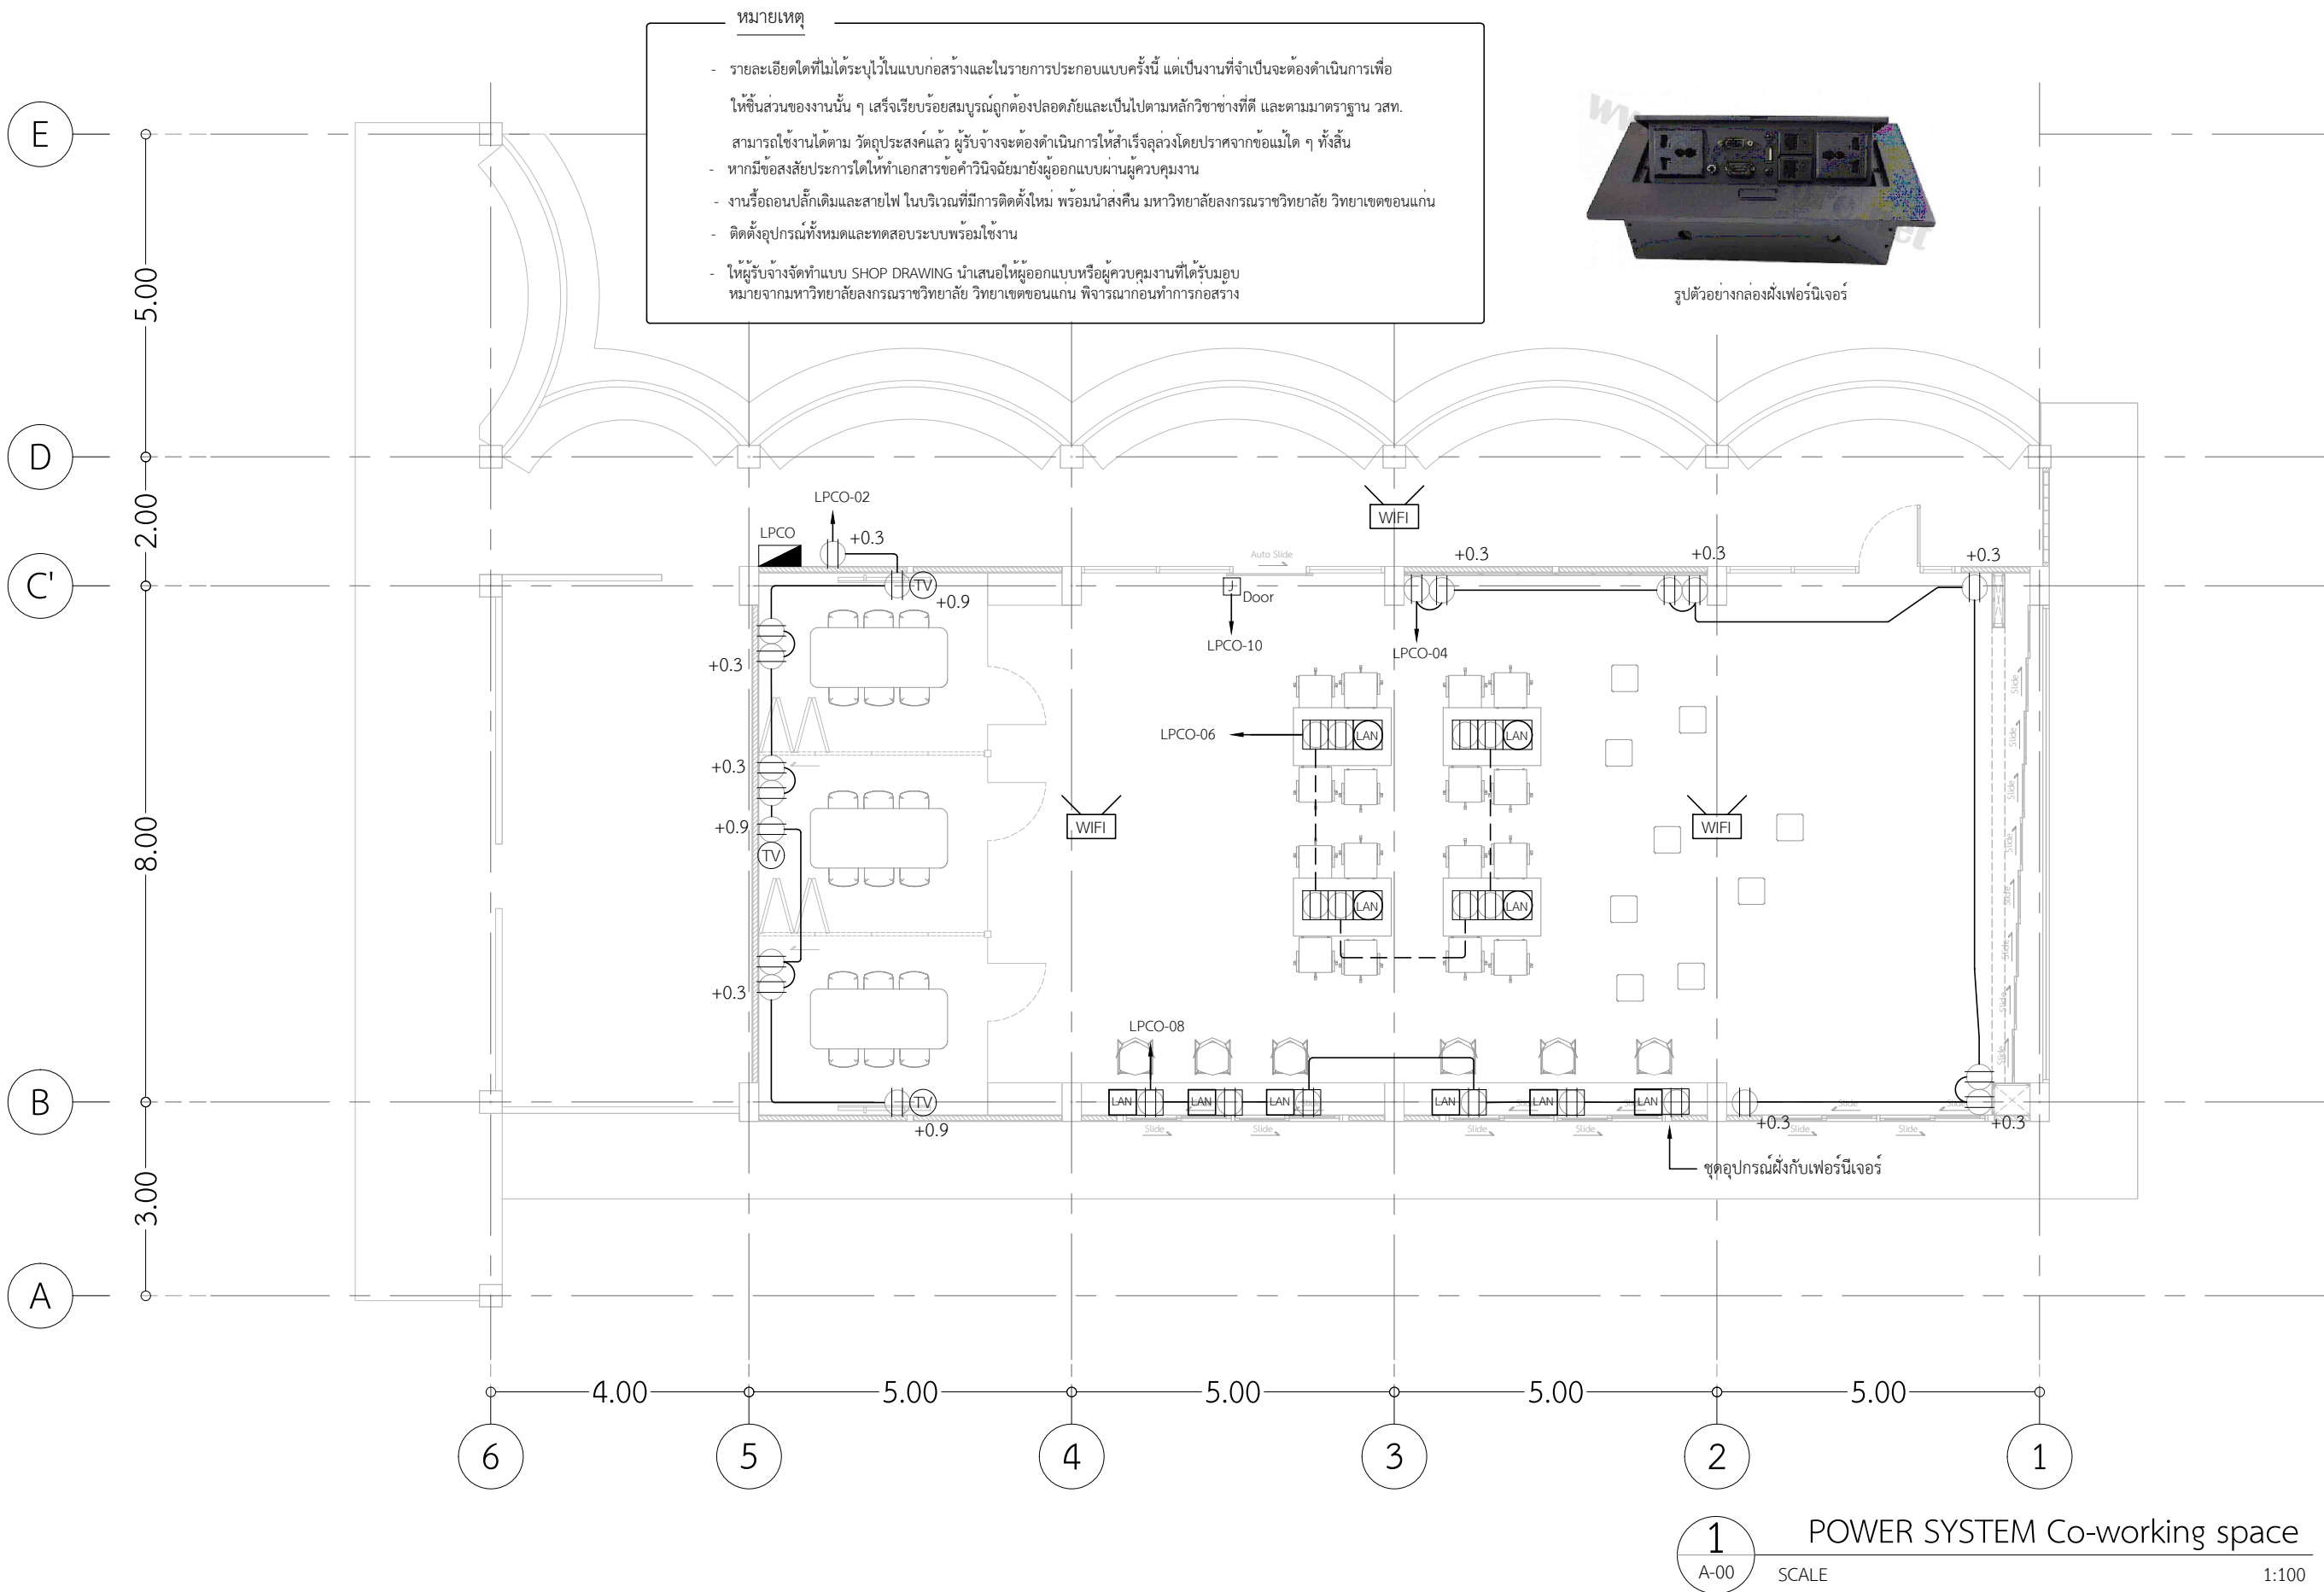 หมายเหตุ
- รายละเอียดใดที่ไม่ได้ระบุไว้ในแบบก่อสร้างและในรายการประกอบแบบครั้งนี้ แต่เป็นงานที่จำเป็นจะต้องดำเนินการเพื่อ
ให้ชิ้นส่วนของงานนั้น ๆ เสร็จเรียบร้อยสมบูรณ์ถูกต้องปลอดภัยและเป็นไปตามหลักวิชาช่างที่ดี และตามมาตราฐาน วสท.
สามารถใช้งานได้ตาม วัตถุประสงค์แล้ว ผู้รับจ้างจะต้องดำเนินการให้สำเร็จลุล่วงโดยปราศจากข้อแม้ใด ๆ ทั้งสิ้น
- หากมีข้อสงสัยประการใดให้ทำเอกสารข้อคำวินิจฉัยมายังผู้ออกแบบผ่านผู้ควบคุมงาน
- งานรื้อถอนปลั๊กเดิมและสายไฟ ในบริเวณที่มีการติดตั้งใหม่ พร้อมนำส่งคืน มหาวิทยาลัยลงกรณราชวิทยาลัย วิทยาเขตขอนแก่น
- ติดตั้งอุปกรณ์ทั้งหมดและทดสอบระบบพร้อมใช้งาน
- ให้ผู้รับจ้างจัดทำแบบ SHOP DRAWING นำเสนอให้ผู้ออกแบบหรือผู้ควบคุมงานที่ได้รับมอบ
หมายจากมหาวิทยาลัยลงกรณราชวิทยาลัย วิทยาเขตขอนแก่น พิจารณาก่อนทำการก่อสร้าง
รูปตัวอย่างกล่องฝั่งเฟอร์นิเจอร์
E
5.00
D
2.00
C'
8.00
B
3.00
A
LPCO-02
LPCO
+0.3
WIFI
Auto Slide
+0.3
+0.3
+0.3
TV
+0.9
Door
LPCO-10
LPCO-04
+0.3
Slide
LPCO-06
LAN
LAN
Slide
+0.3
Slide
+0.9
WIFI
WIFI
TV
Slide
LAN
LAN
Slide
Slide
+0.3
Slide
LPCO-08
Slide
TV
LAN
LAN
LAN
LAN
LAN
LAN
+0.9
Slide
Slide
Slide
Slide
+0.3
Slide
Slide
+0.3
ชุดอุปกรณ์ฝั่งกับเฟอร์นีเจอร์
4.00
5.00
5.00
5.00
5.00
6
5
4
3
2
1
1
A-00
POWER SYSTEM Co-working space
SCALE
1:100